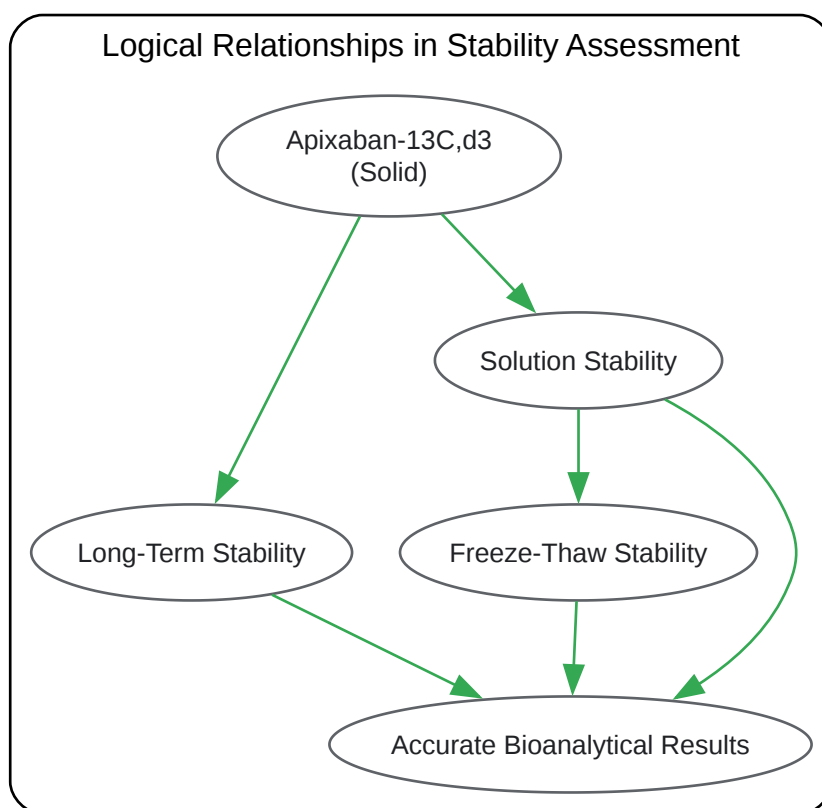 Logical Relationships in Stability Assessment
Apixaban-13C,d3
(Solid)
Solution Stability
Long-Term Stability
Freeze-Thaw Stability
Accurate Bioanalytical Results